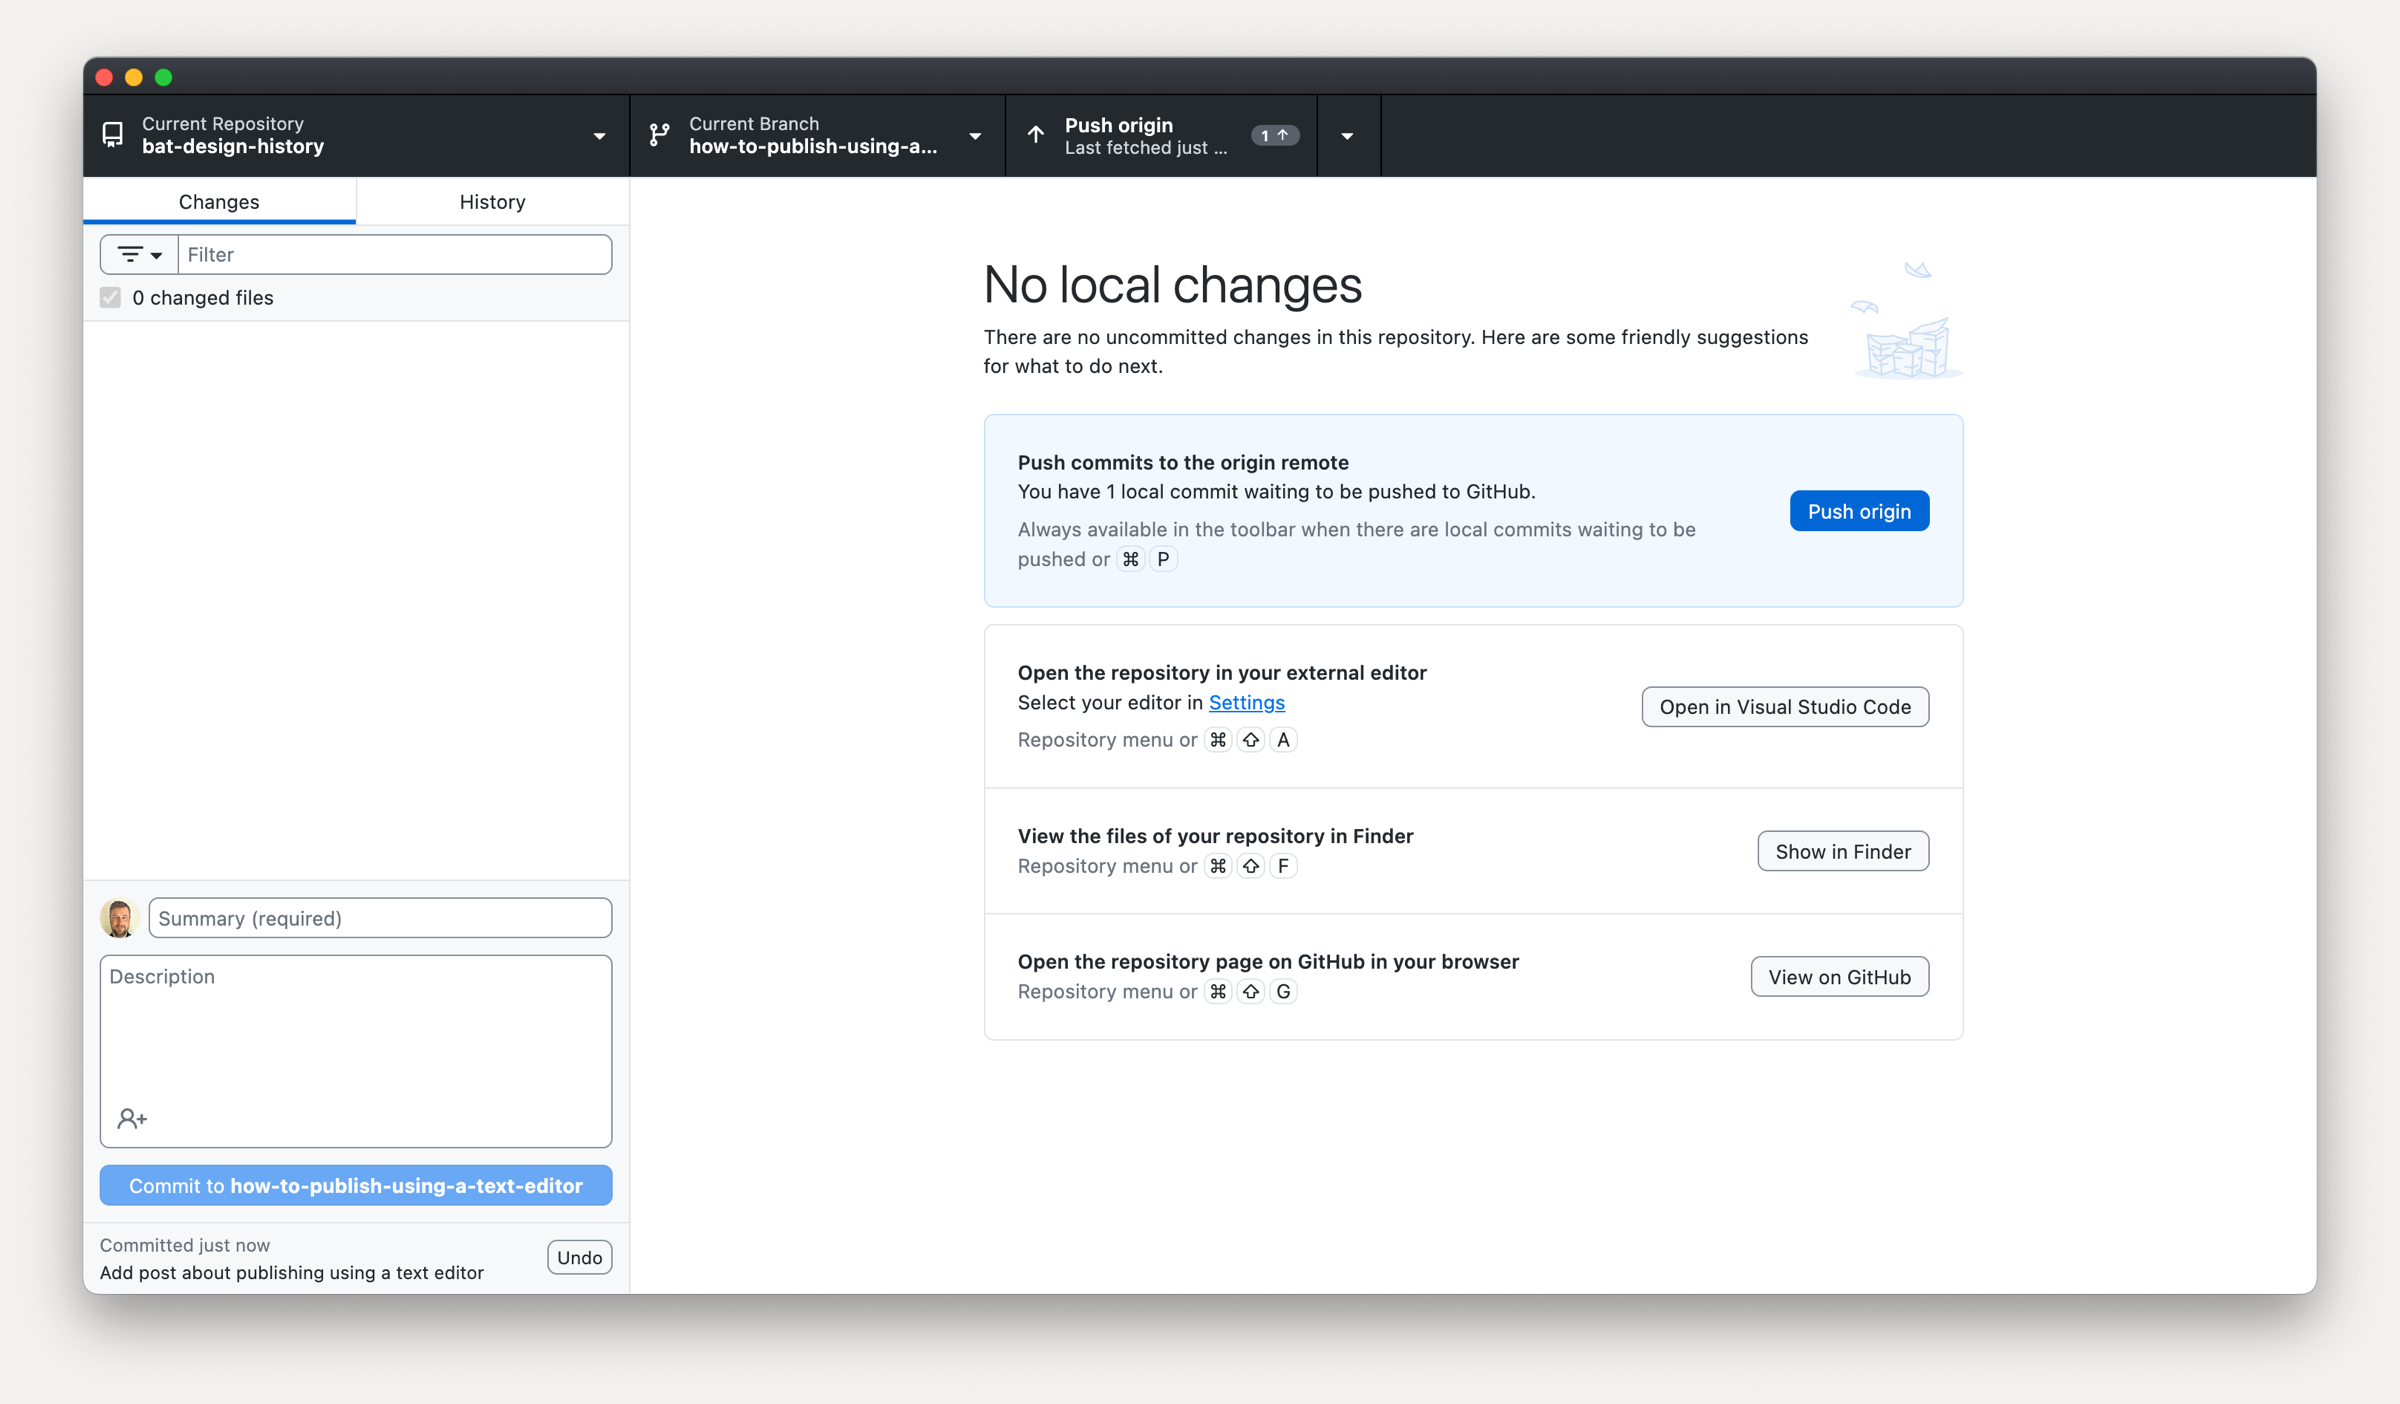 Current Repository
bat-design-history
Current Branch
how-to-publish-using-a...
Push origin
Last fetched just ...
1
Changes
History
Filter
0 changed files
No local changes
There are no uncommitted changes in this repository. Here are some friendly suggestions
for what to do next.
Push commits to the origin remote
You have 1 local commit waiting to be pushed to GitHub.
Always available in the toolbar when there are local commits waiting to be
pushed or ⌘ P
Push origin
Open the repository in your external editor
Select your editor in Settings
Repository menu or ⌘ ⇧ A
Open in Visual Studio Code
View the files of your repository in Finder
Repository menu or ⌘ ⇧ F
Show in Finder
Open the repository page on GitHub in your browser
Repository menu or ⌘ ⇧ G
View on GitHub
Summary (required)
Description
Commit to how-to-publish-using-a-text-editor
Committed just now
Add post about publishing using a text editor
Undo